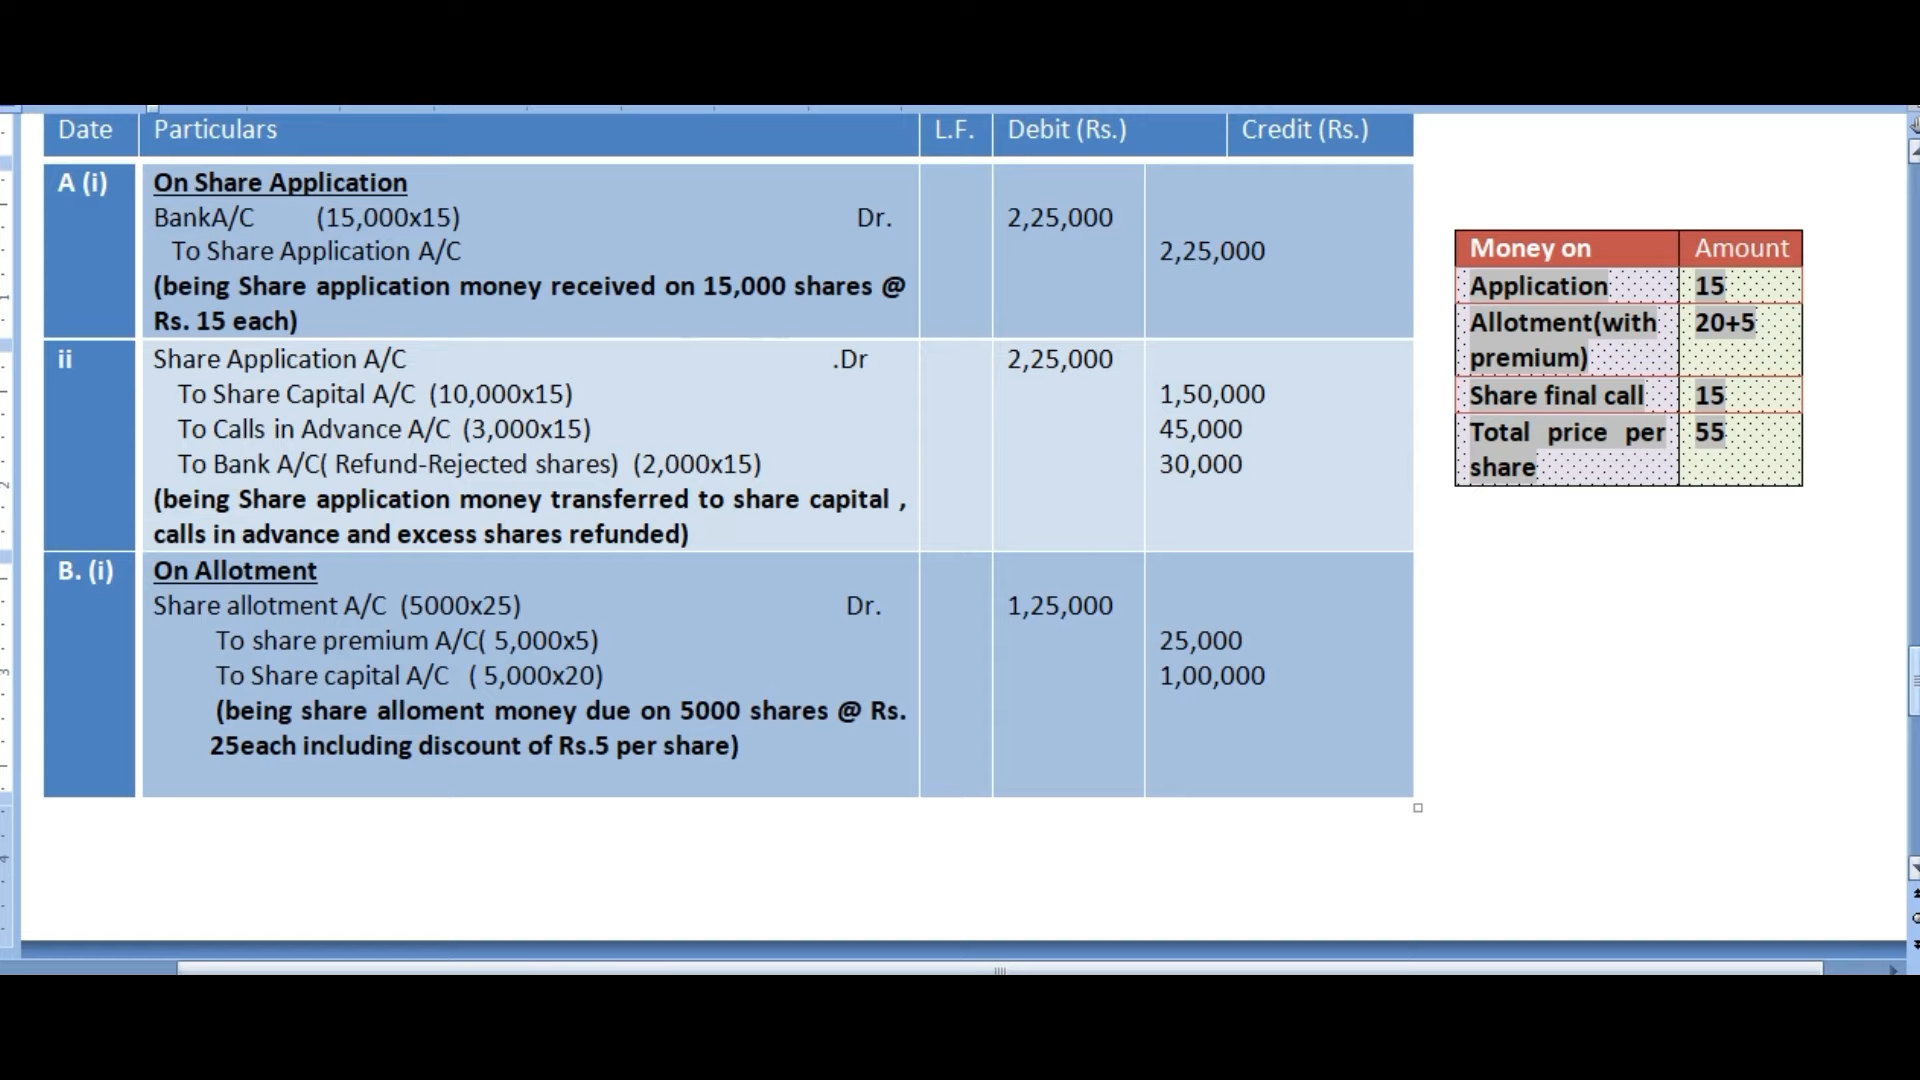 Date Particulars L.F. Debit (Rs.) Credit (Rs.)
A (i) On Share Application
BankA/C (15,000x15) Dr. 2,25,000
To Share Application A/C 2,25,000
(being Share application money received on 15,000 shares @
Rs. 15 each)
ii Share Application A/C .Dr 2,25,000
To Share Capital A/C (10,000x15) 1,50,000
To Calls in Advance A/C (3,000x15) 45,000
To Bank A/C( Refund-Rejected shares) (2,000x15) 30,000
(being Share application money transferred to share capital ,
calls in advance and excess shares refunded)
B. (i) On Allotment
Share allotment A/C (5000x25) Dr. 1,25,000
To share premium A/C( 5,000x5) 25,000
To Share capital A/C ( 5,000x20) 1,00,000
(being share alloment money due on 5000 shares @ Rs.
25each including discount of Rs.5 per share)
Money on Amount
Application 15
Allotment(with 20+5
premium)
Share final call 15
Total price per 55
share